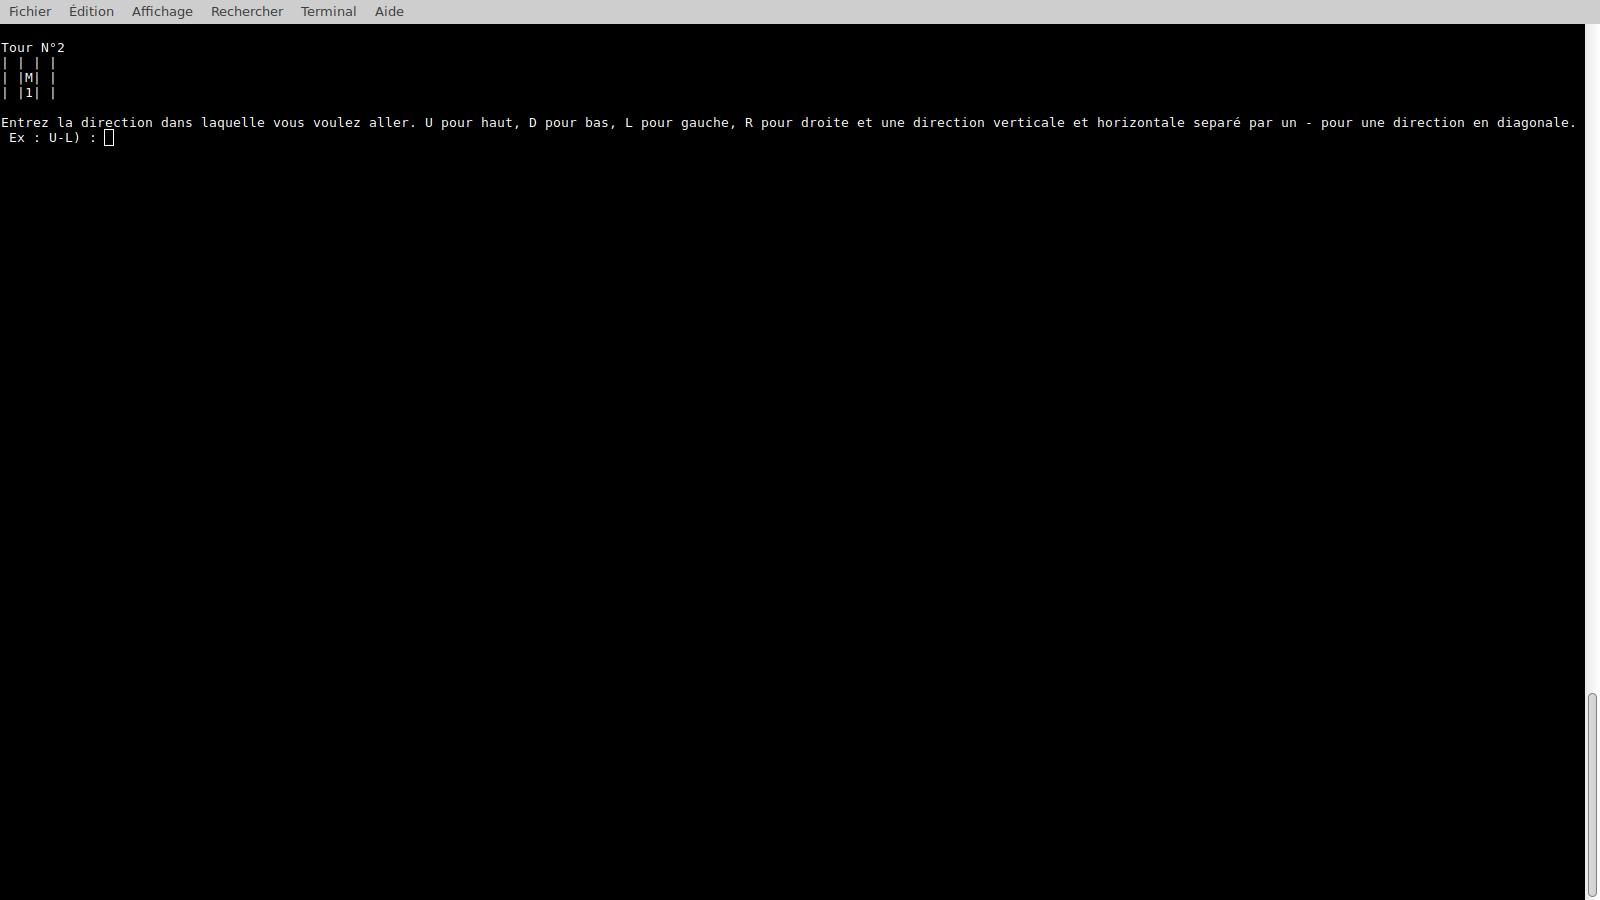 Fichier Édition Affichage Rechercher Terminal Aide
Tour N°2
| | | |
| |M| |
| |1| |
Entrez la direction dans laquelle vous voulez aller. U pour haut, D pour bas, L pour gauche, R pour droite et une direction verticale et horizontale separé par un - pour une direction en diagonale.
Ex : U-L) :